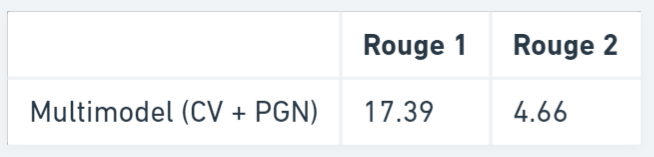 Rouge 1 Rouge 2
Multimodel (CV + PGN) 17.39 4.66